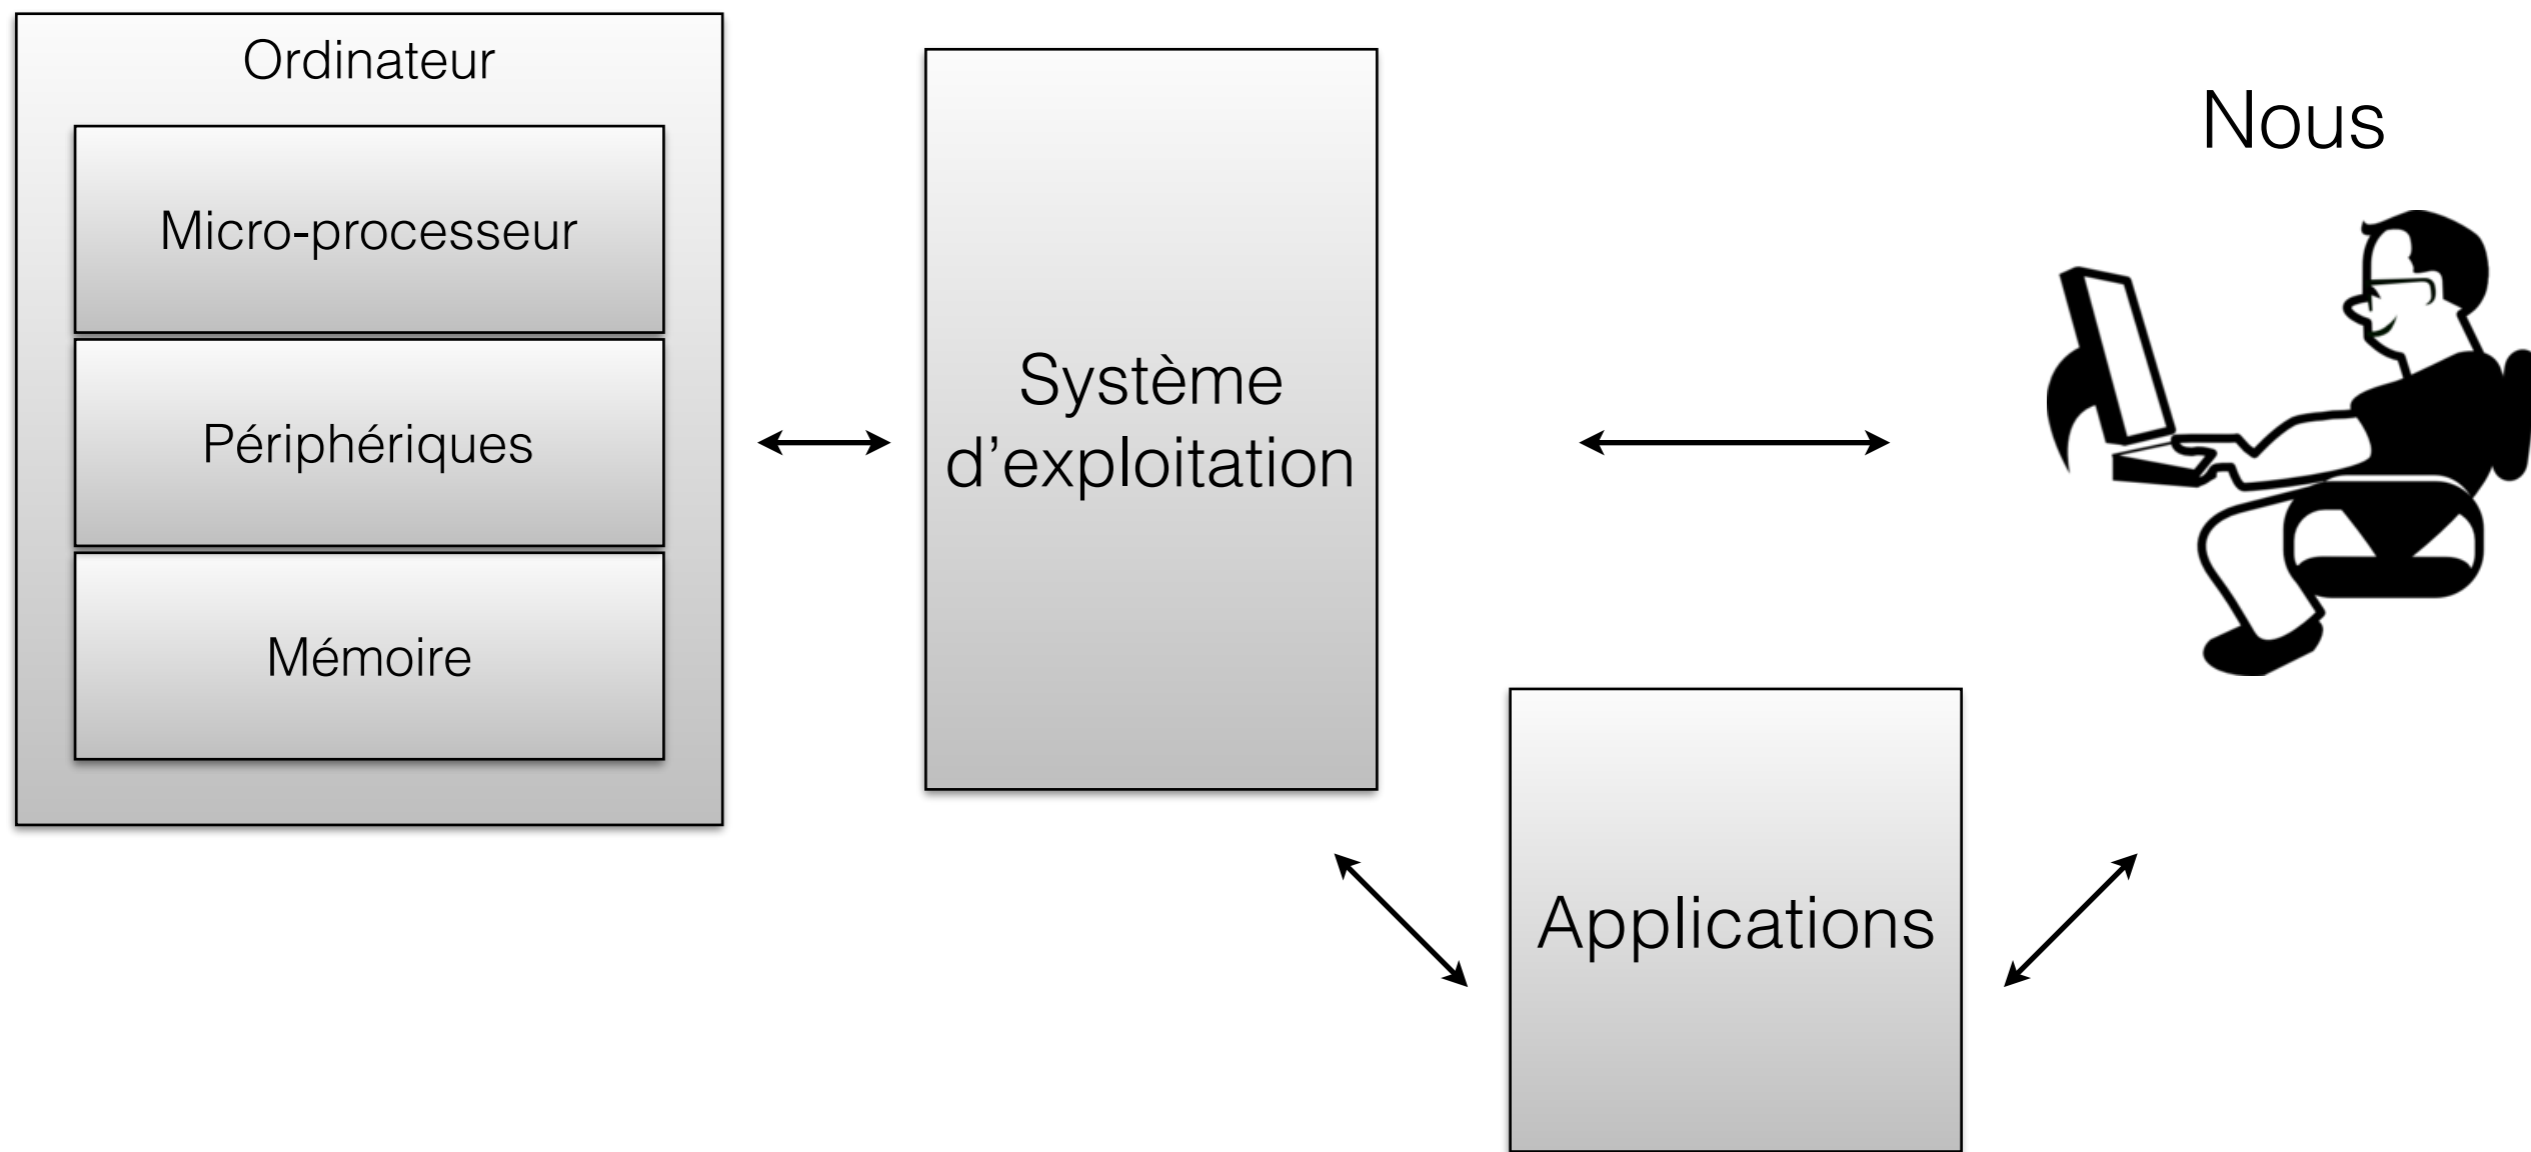 Ordinateur
Micro-processeur
Périphériques
Mémoire
Système
d’exploitation
Nous
Applications